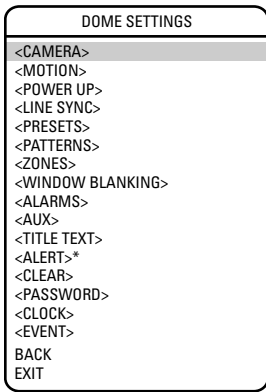 DOME SETTINGS
<CAMERA>
<MOTION>
<POWER UP>
<LINE SYNC>
<PRESETS>
<PATTERNS>
<ZONES>
<WINDOW BLANKING>
<ALARMS>
<AUX>
<TITLE TEXT>
<ALERT>*
<CLEAR>
<PASSWORD>
<CLOCK>
<EVENT>
BACK
EXIT